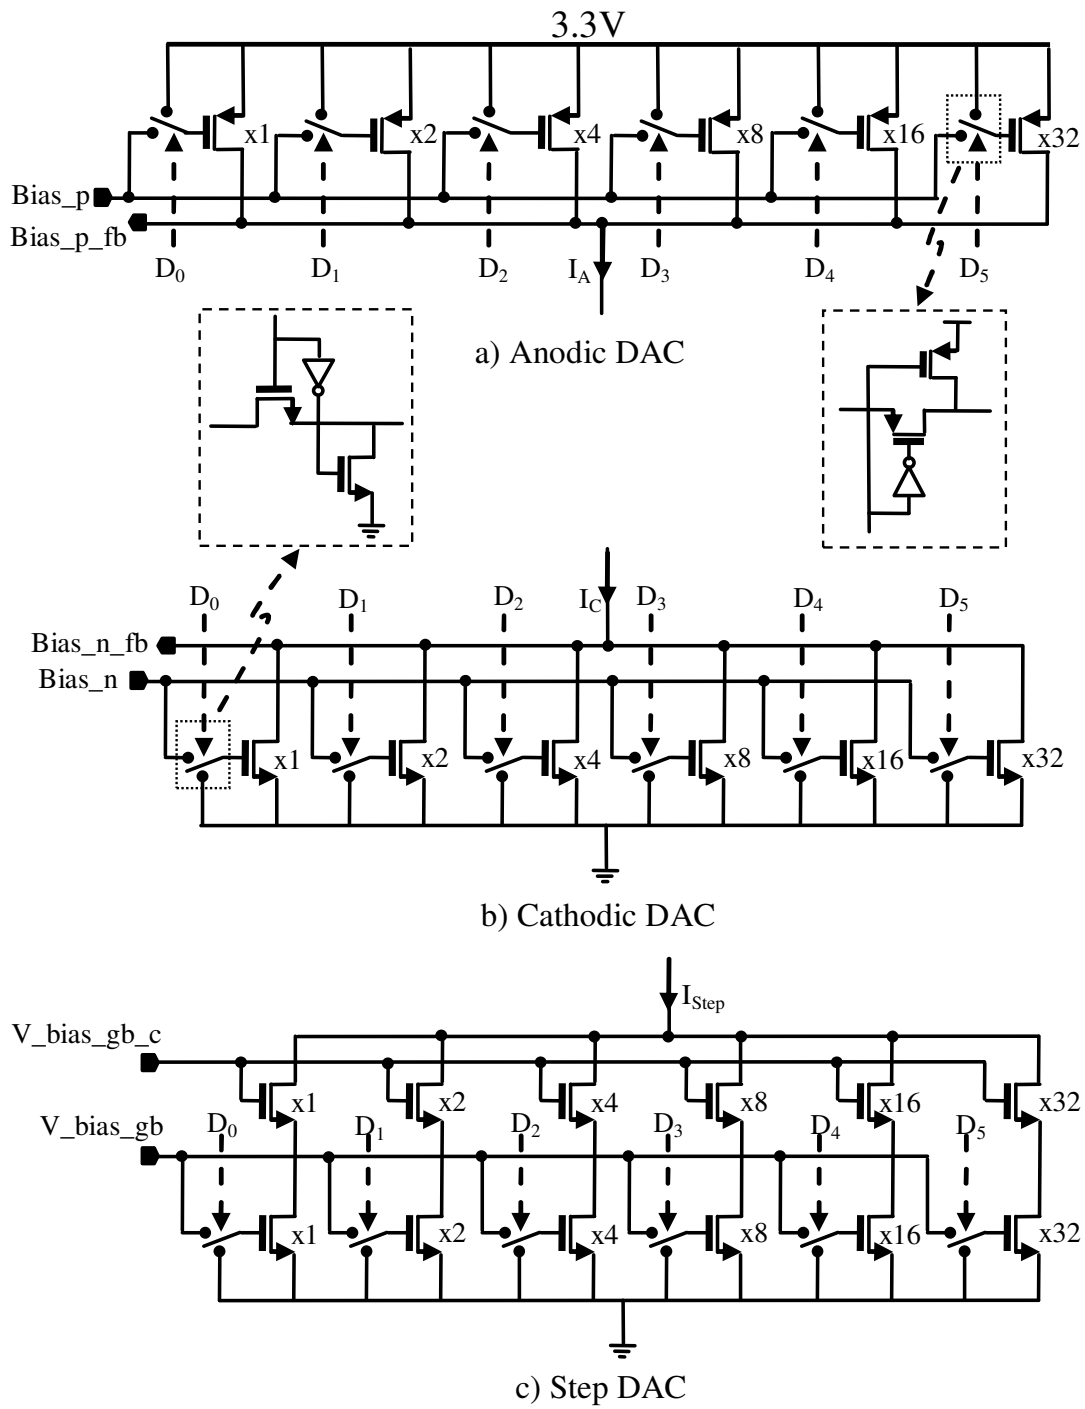 3.3V
x1 x2 x4 x8 x16 x32
Bias_p
Bias_p_fb
D0 D1 D2 IA D3 D4 D5
a) Anodic DAC
D0 D1 D2 IC D3 D4 D5
Bias_n_fb
Bias_n
x1 x2 x4 x8 x16 x32
b) Cathodic DAC
IStep
V_bias_gb_c
x1 x2 x4 x8 x16 x32
V_bias_gb
D0 D1 D2 D3 D4 D5
x1 x2 x4 x8 x16 x32
c) Step DAC